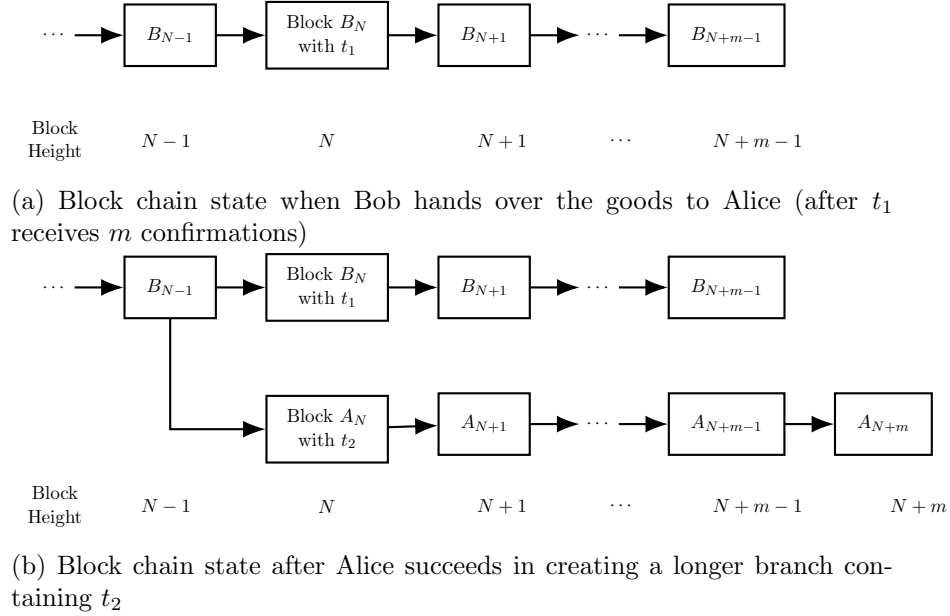 ··· B_{N−1} Block B_N B_{N+1} ··· B_{N+m−1}
with t_1
Block
Height N − 1 N N + 1 ··· N + m − 1
(a) Block chain state when Bob hands over the goods to Alice (after t_1
receives m confirmations)
··· B_{N−1} Block B_N B_{N+1} ··· B_{N+m−1}
with t_1
Block A_N A_{N+1} ··· A_{N+m−1} A_{N+m}
with t_2
Block
Height N − 1 N N + 1 ··· N + m − 1 N + m
(b) Block chain state after Alice succeeds in creating a longer branch con-
taining t_2